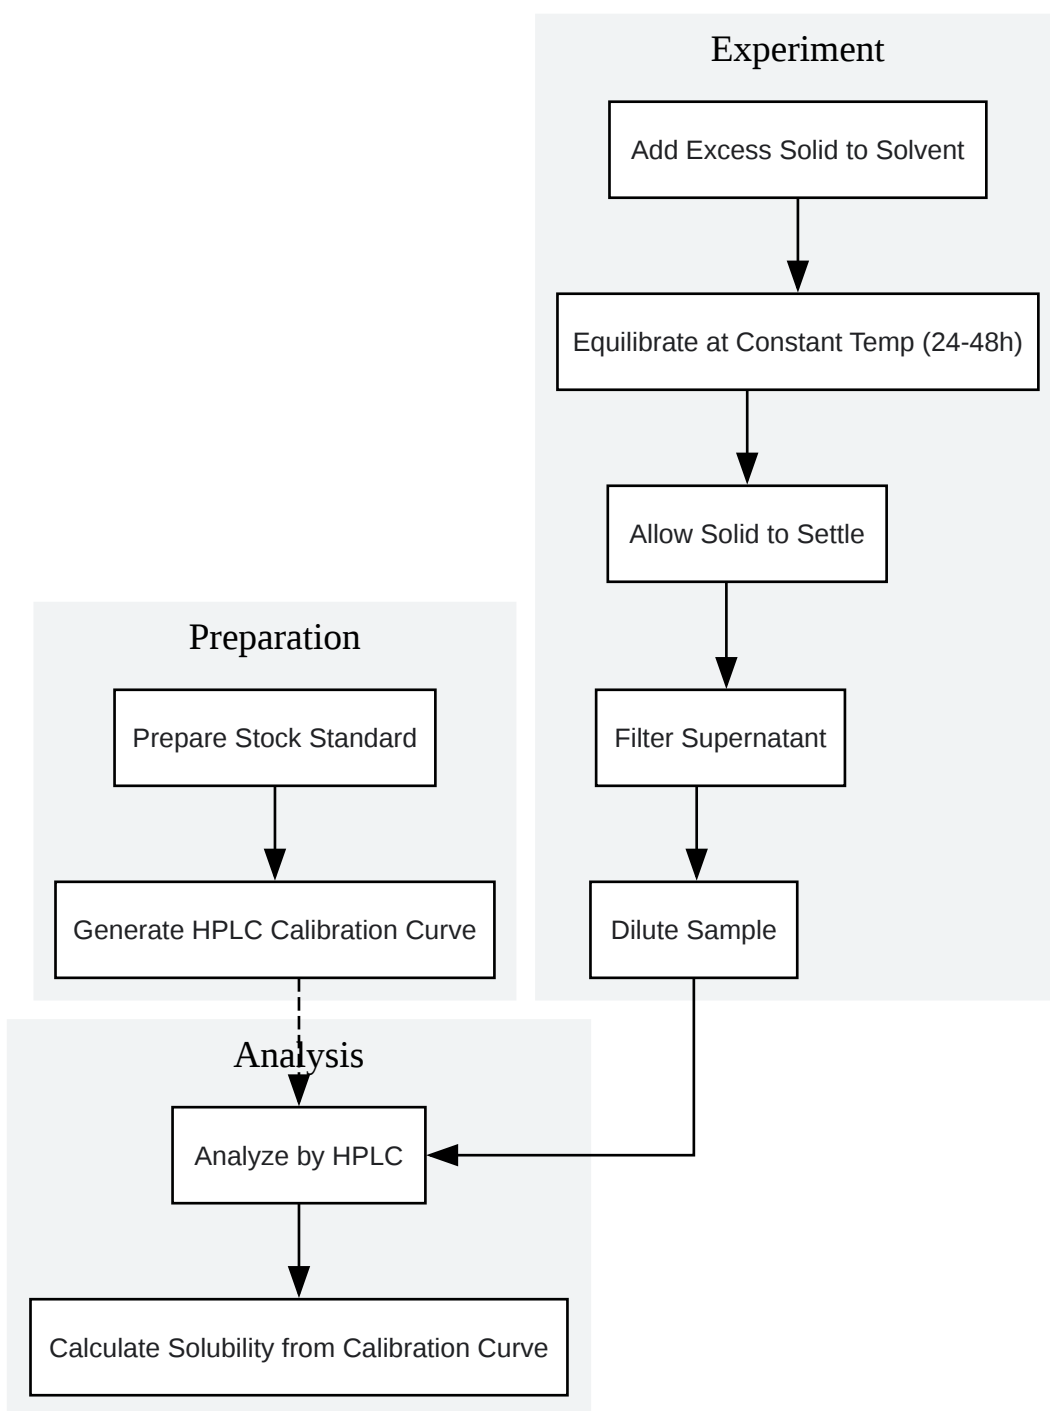 Experiment
Add Excess Solid to Solvent
Equilibrate at Constant Temp (24-48h)
Allow Solid to Settle
Filter Supernatant
Dilute Sample
Preparation
Prepare Stock Standard
Generate HPLC Calibration Curve
Analysis
Analyze by HPLC
Calculate Solubility from Calibration Curve